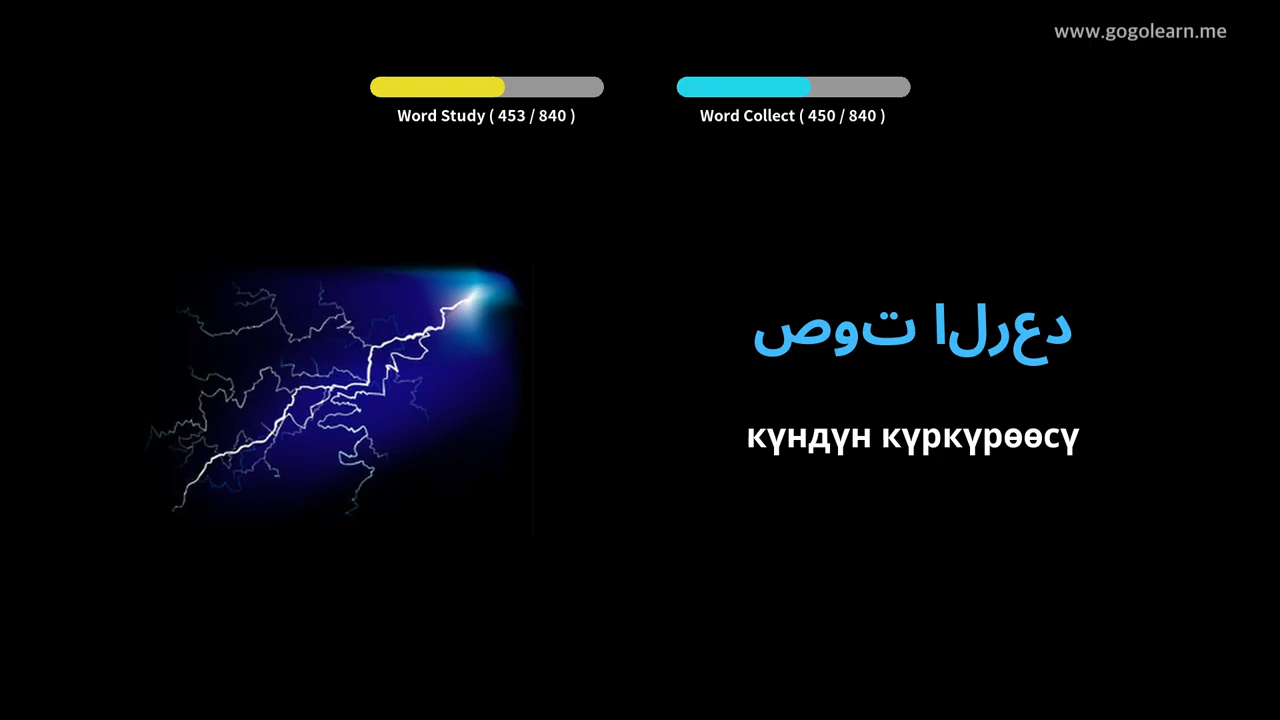 www.gogolearn.me
Word Study ( 453 / 840 )
Word Collect ( 450 / 840 )
صوت الرعد
күндүн күркүрөөсү